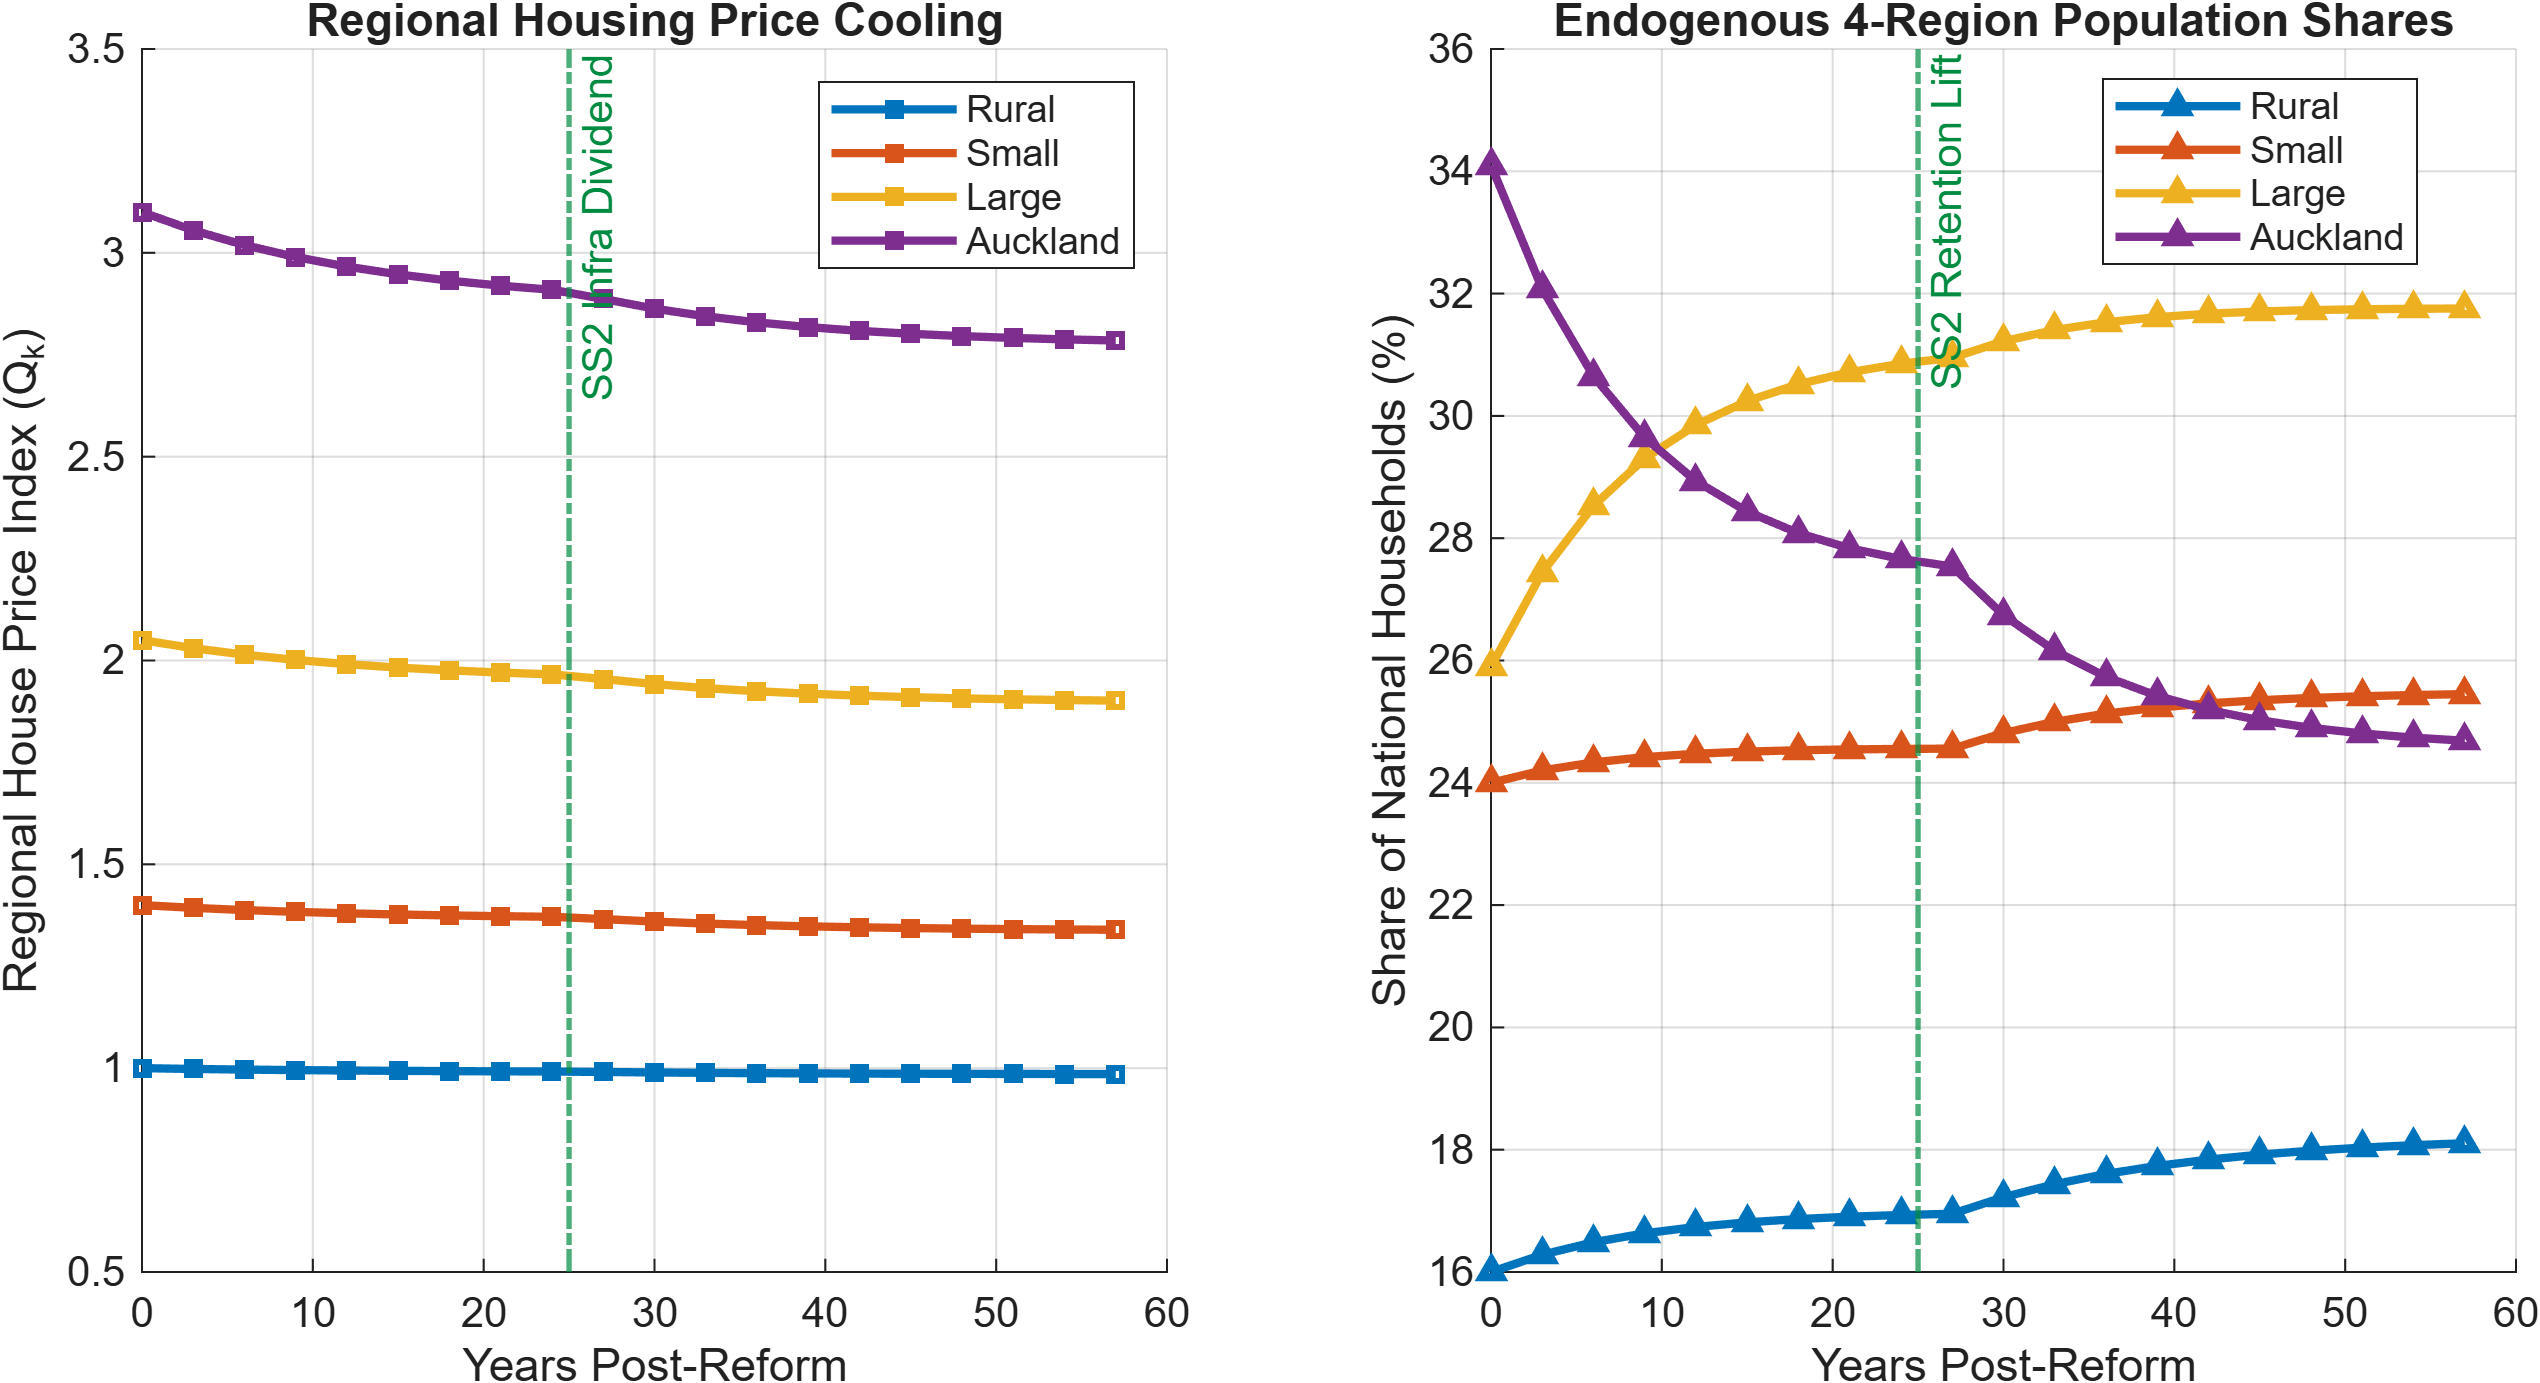 Regional Housing Price Cooling
3.5
3
2.5
2
1.5
1
0.5
Regional House Price Index (Qk)
SS2 Infra Dividend
Rural
Small
Large
Auckland
0 10 20 30 40 50 60
Years Post-Reform
Endogenous 4-Region Population Shares
36
34
32
30
28
26
24
22
20
18
16
Share of National Households (%)
SS2 Retention Lift
Rural
Small
Large
Auckland
0 10 20 30 40 50 60
Years Post-Reform